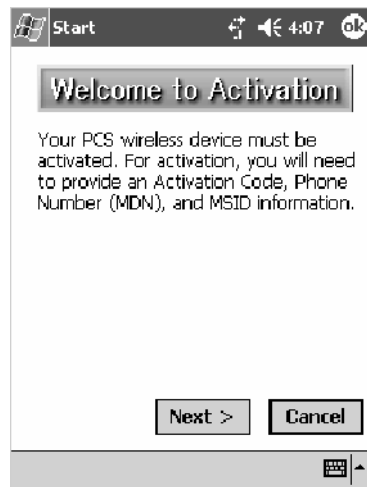 Start 4:07 ok
Welcome to Activation
Your PCS wireless device must be
activated. For activation, you will need
to provide an Activation Code, Phone
Number (MDN), and MSID information.
Next > Cancel